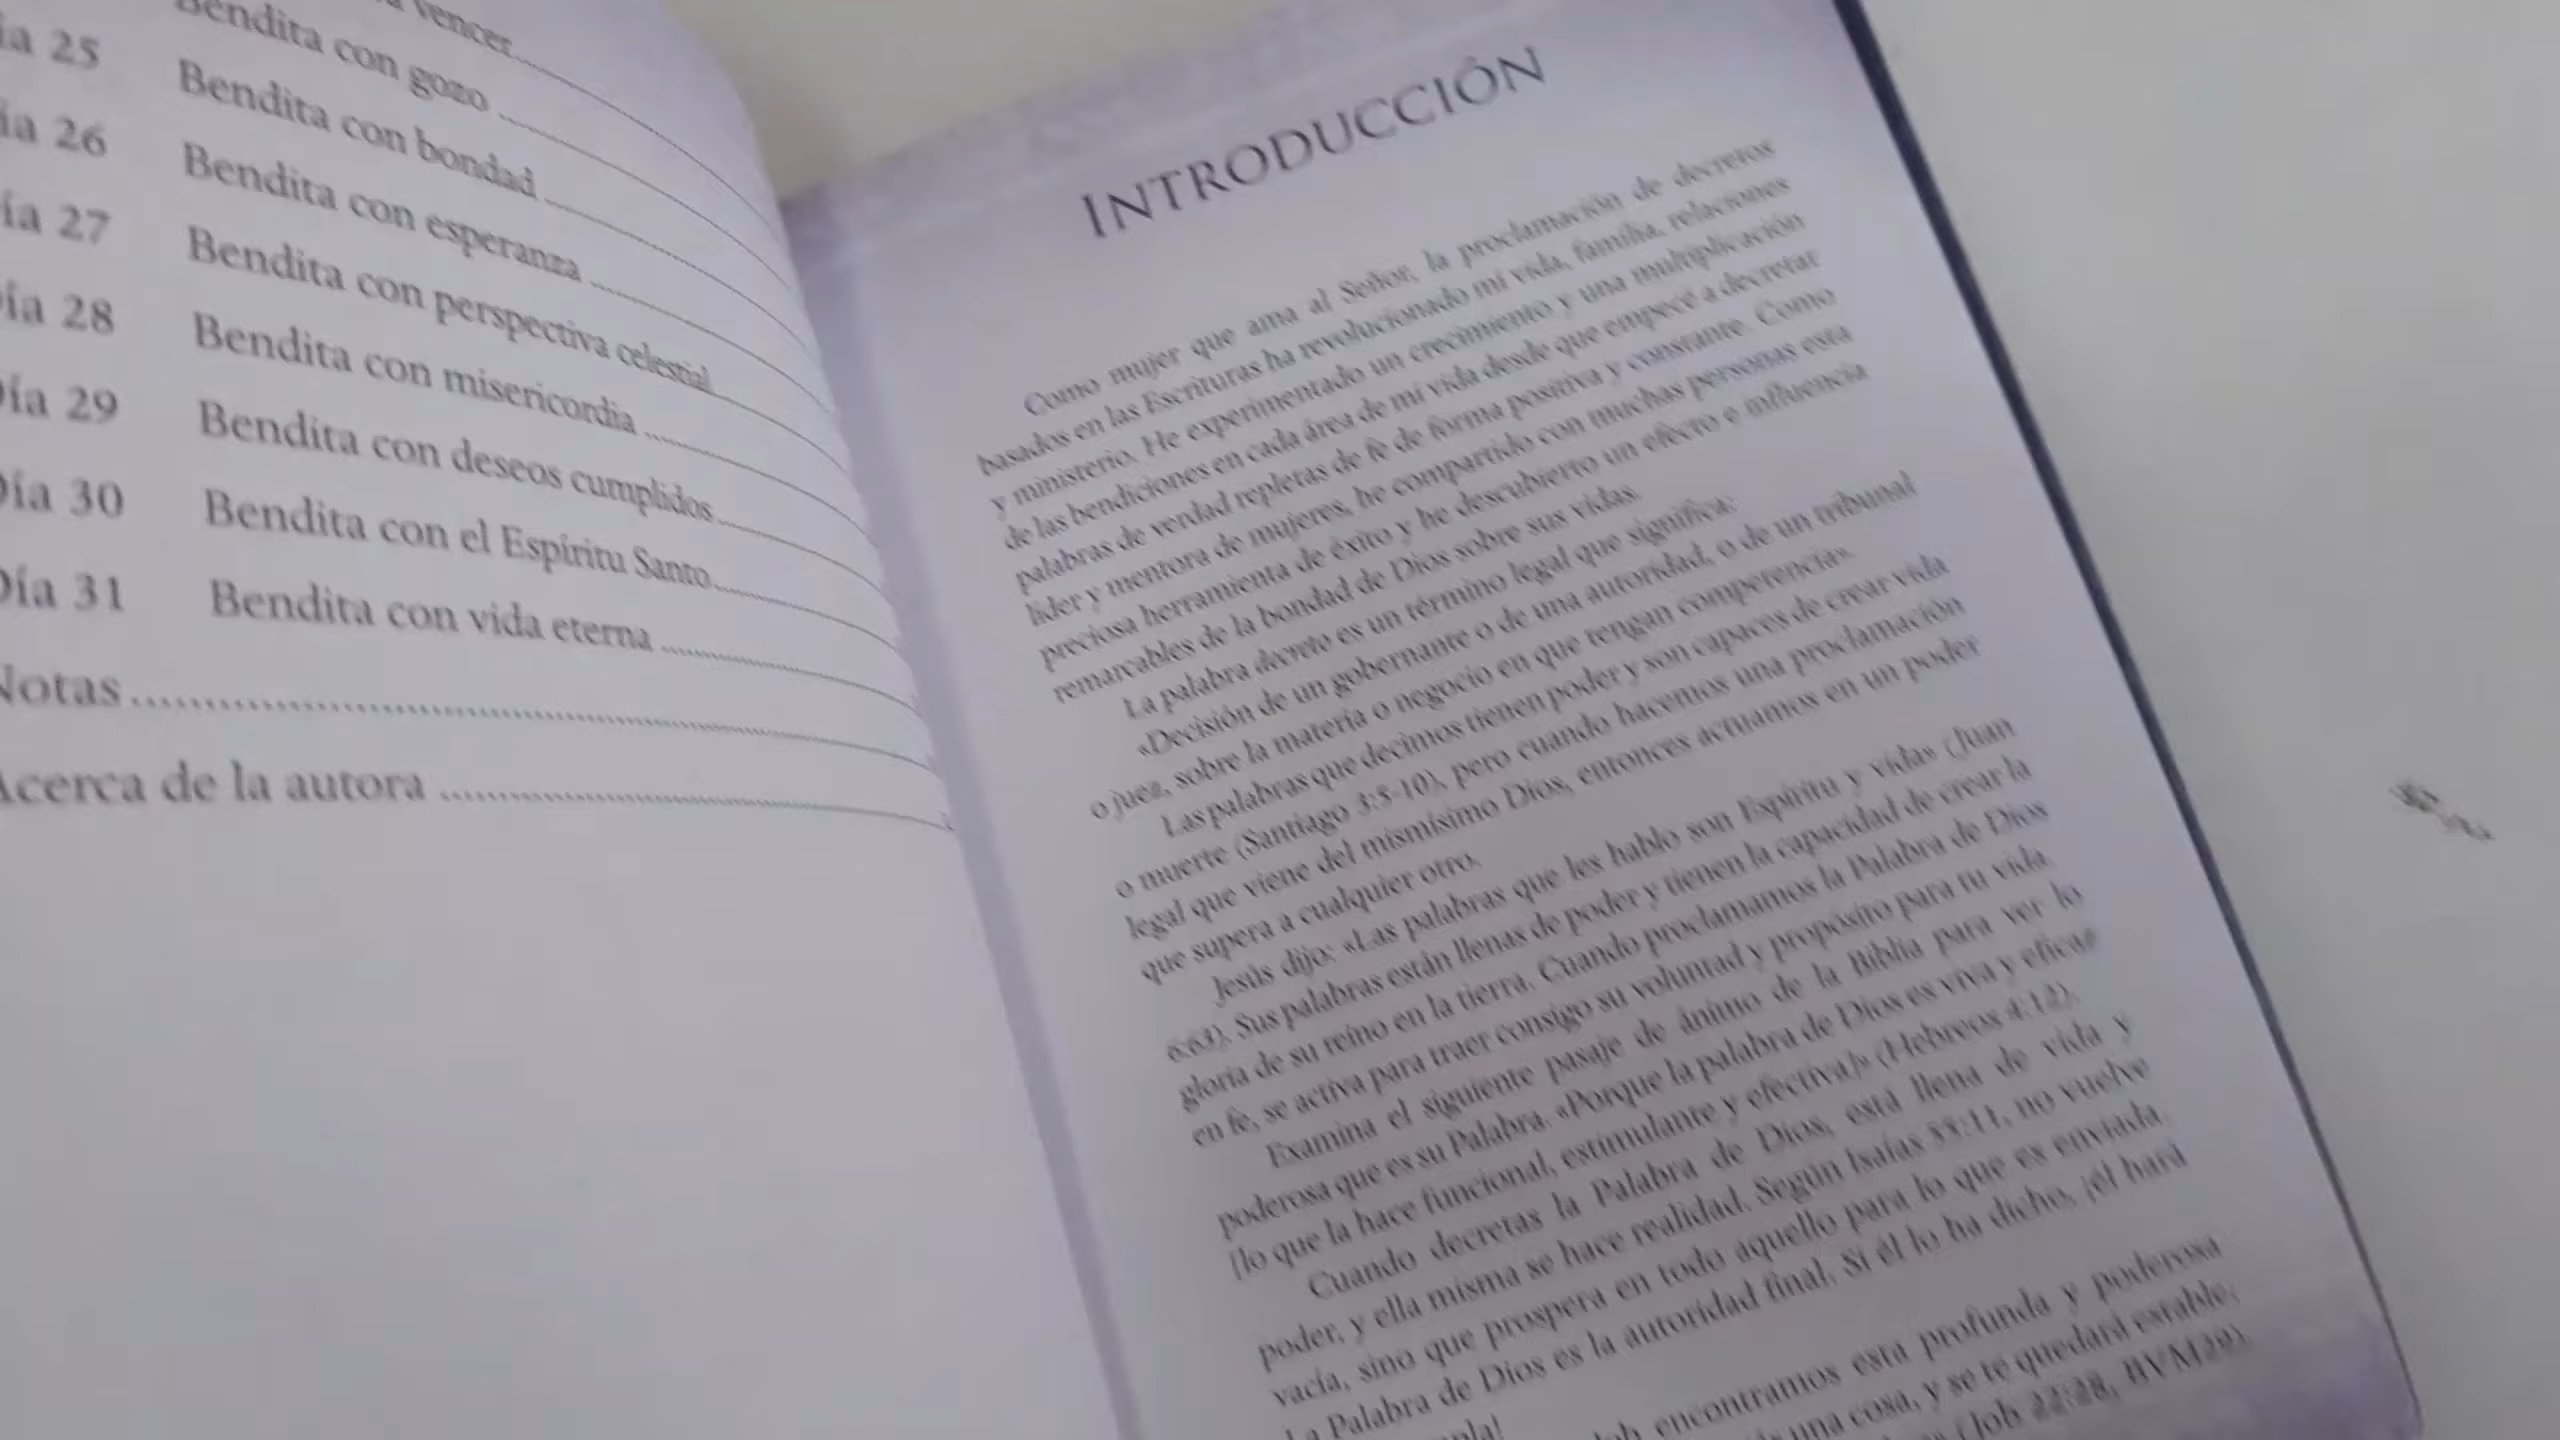 vencer
Bendita con gozo
ía 25 Bendita con bondad
ía 26 Bendita con esperanza
ía 27 Bendita con perspectiva celestial
ía 28 Bendita con misericordia
Día 29 Bendita con deseos cumplidos
Día 30 Bendita con el Espíritu Santo
Día 31 Bendita con vida eterna
Notas
Acerca de la autora
INTRODUCCIÓN
Como mujer que ama al Señor, la proclamación de decretos
basados en las Escrituras ha revolucionado mi vida, familia, relaciones
y ministerio. He experimentado un crecimiento y una multiplicación
de las bendiciones en cada área de mi vida desde que empecé a decretar
palabras de verdad repletas de fe de forma positiva y constante. Como
líder y mentora de mujeres, he compartido con muchas personas esta
preciosa herramienta de éxito y he descubierto un efecto e influencia
remarcables de la bondad de Dios sobre sus vidas.
La palabra decreto es un término legal que significa:
«Decisión de un gobernante o de una autoridad, o de un tribunal
o juez, sobre la materia o negocio en que tengan competencia».
Las palabras que decimos tienen poder y son capaces de crear vida
o muerte (Santiago 3:5-10), pero cuando hacemos una proclamación
legal que viene del mismísimo Dios, entonces actuamos en un poder
que supera a cualquier otro.
Jesús dijo: «Las palabras que les hablo son Espíritu y vida» (Juan
6:63). Sus palabras están llenas de poder y tienen la capacidad de crear la
gloria de su reino en la tierra. Cuando proclamamos la Palabra de Dios
en fe, se activa para traer consigo su voluntad y propósito para tu vida.
Examina el siguiente pasaje de ánimo de la Biblia para ver lo
poderosa que es su Palabra. «Porque la palabra de Dios es viva y eficaz
[lo que la hace funcional, estimulante y efectiva]» (Hebreos 4:12).
Cuando decretas la Palabra de Dios, está llena de vida y
poder, y ella misma se hace realidad. Según Isaías 55:11, no vuelve
vacía, sino que prospera en todo aquello para lo que es enviada.
La Palabra de Dios es la autoridad final. Si él lo ha dicho, ¡él hará
encontramos esta profunda y poderosa
una cosa, y se te quedará estable;
(Job 22:28, BVM29).